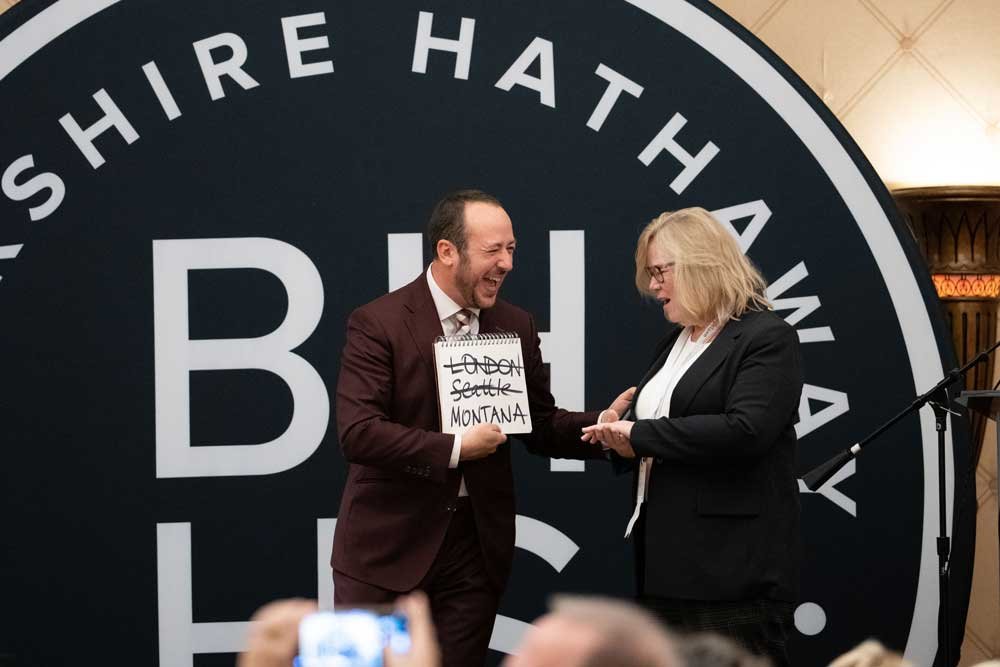 SHIRE HATHAWAY
BH
HS
LONDON
Seattle
MONTANA